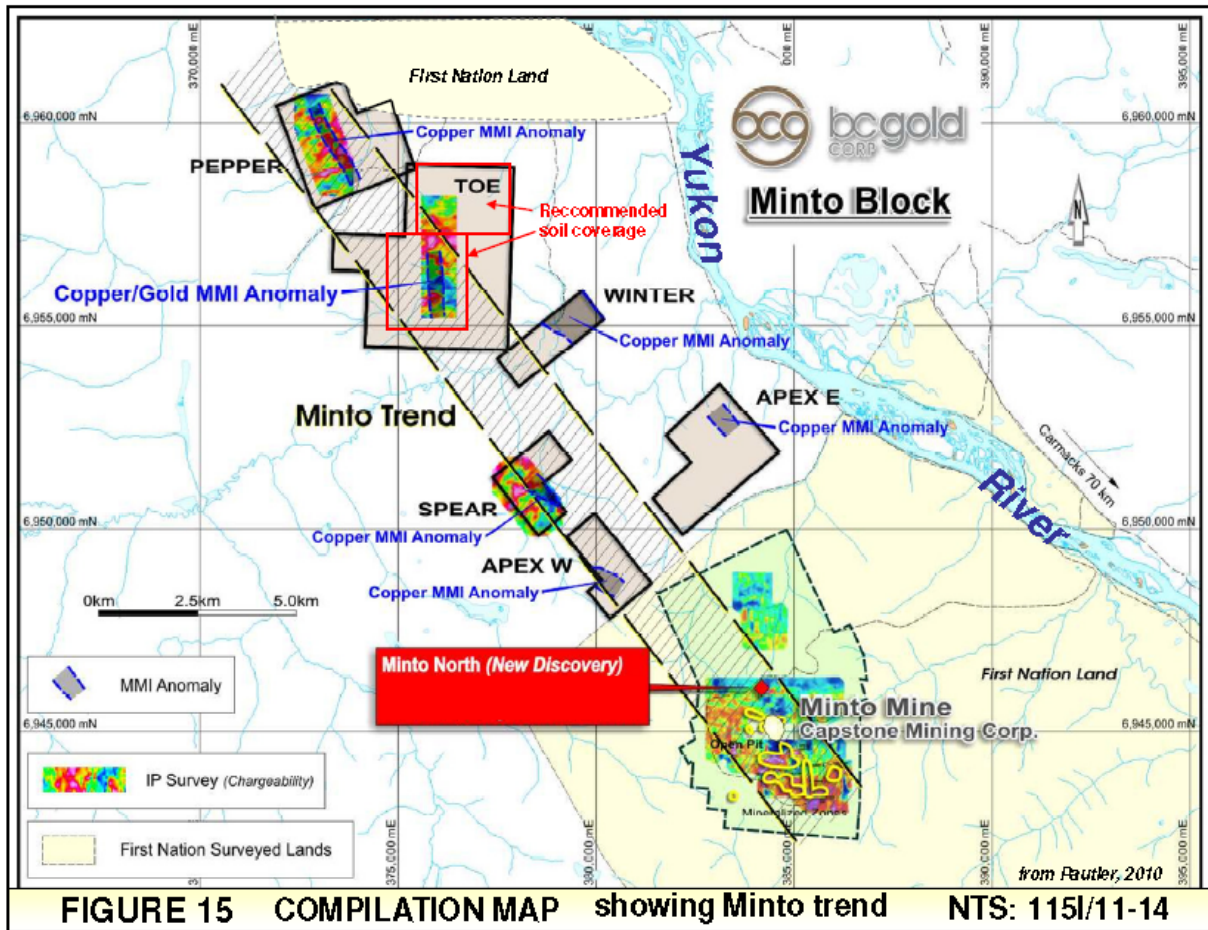 370,000 mE
390,000 mE
395,000 mE
First Nation Land
6,960,000 mN
6,960,000 mN
Copper MMI Anomaly
bcg
bcgold
CORP
PEPPER
TOE
Yukon
Minto Block
N
Reccommended
soil coverage
Copper/Gold MMI Anomaly
WINTER
6,955,000 mN
6,955,000 mN
Copper MMI Anomaly
APEX E
Minto Trend
Copper MMI Anomaly
Carmacks 70 km
SPEAR
River
6,950,000 mN
6,950,000 mN
Copper MMI Anomaly
APEX W
Copper MMI Anomaly
0km 2.5km 5.0km
Minto North (New Discovery)
First Nation Land
MMI Anomaly
Minto Mine
Capstone Mining Corp.
6,945,000 mN
6,945,000 mN
Open Pit
IP Survey (Chargeability)
Mineralized Zones
First Nation Surveyed Lands
375,000 mE
380,000 mE
385,000 mE
390,000 mE
395,000 mE
from Pautler, 2010
FIGURE 15 COMPILATION MAP showing Minto trend NTS: 115I/11-14